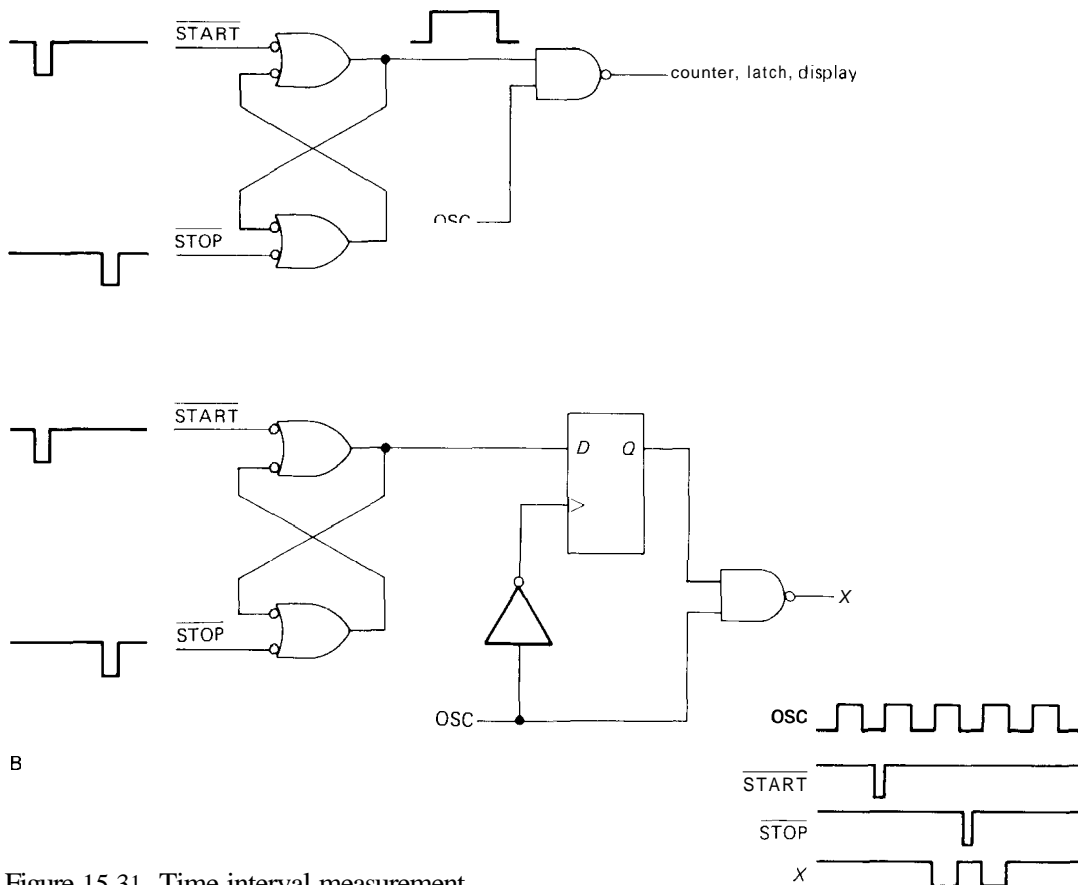 START
counter, latch, display
OSC
STOP
START
D Q
STOP
X
OSC
B
OSC
START
STOP
X
Figure 15.31. Time interval measurement